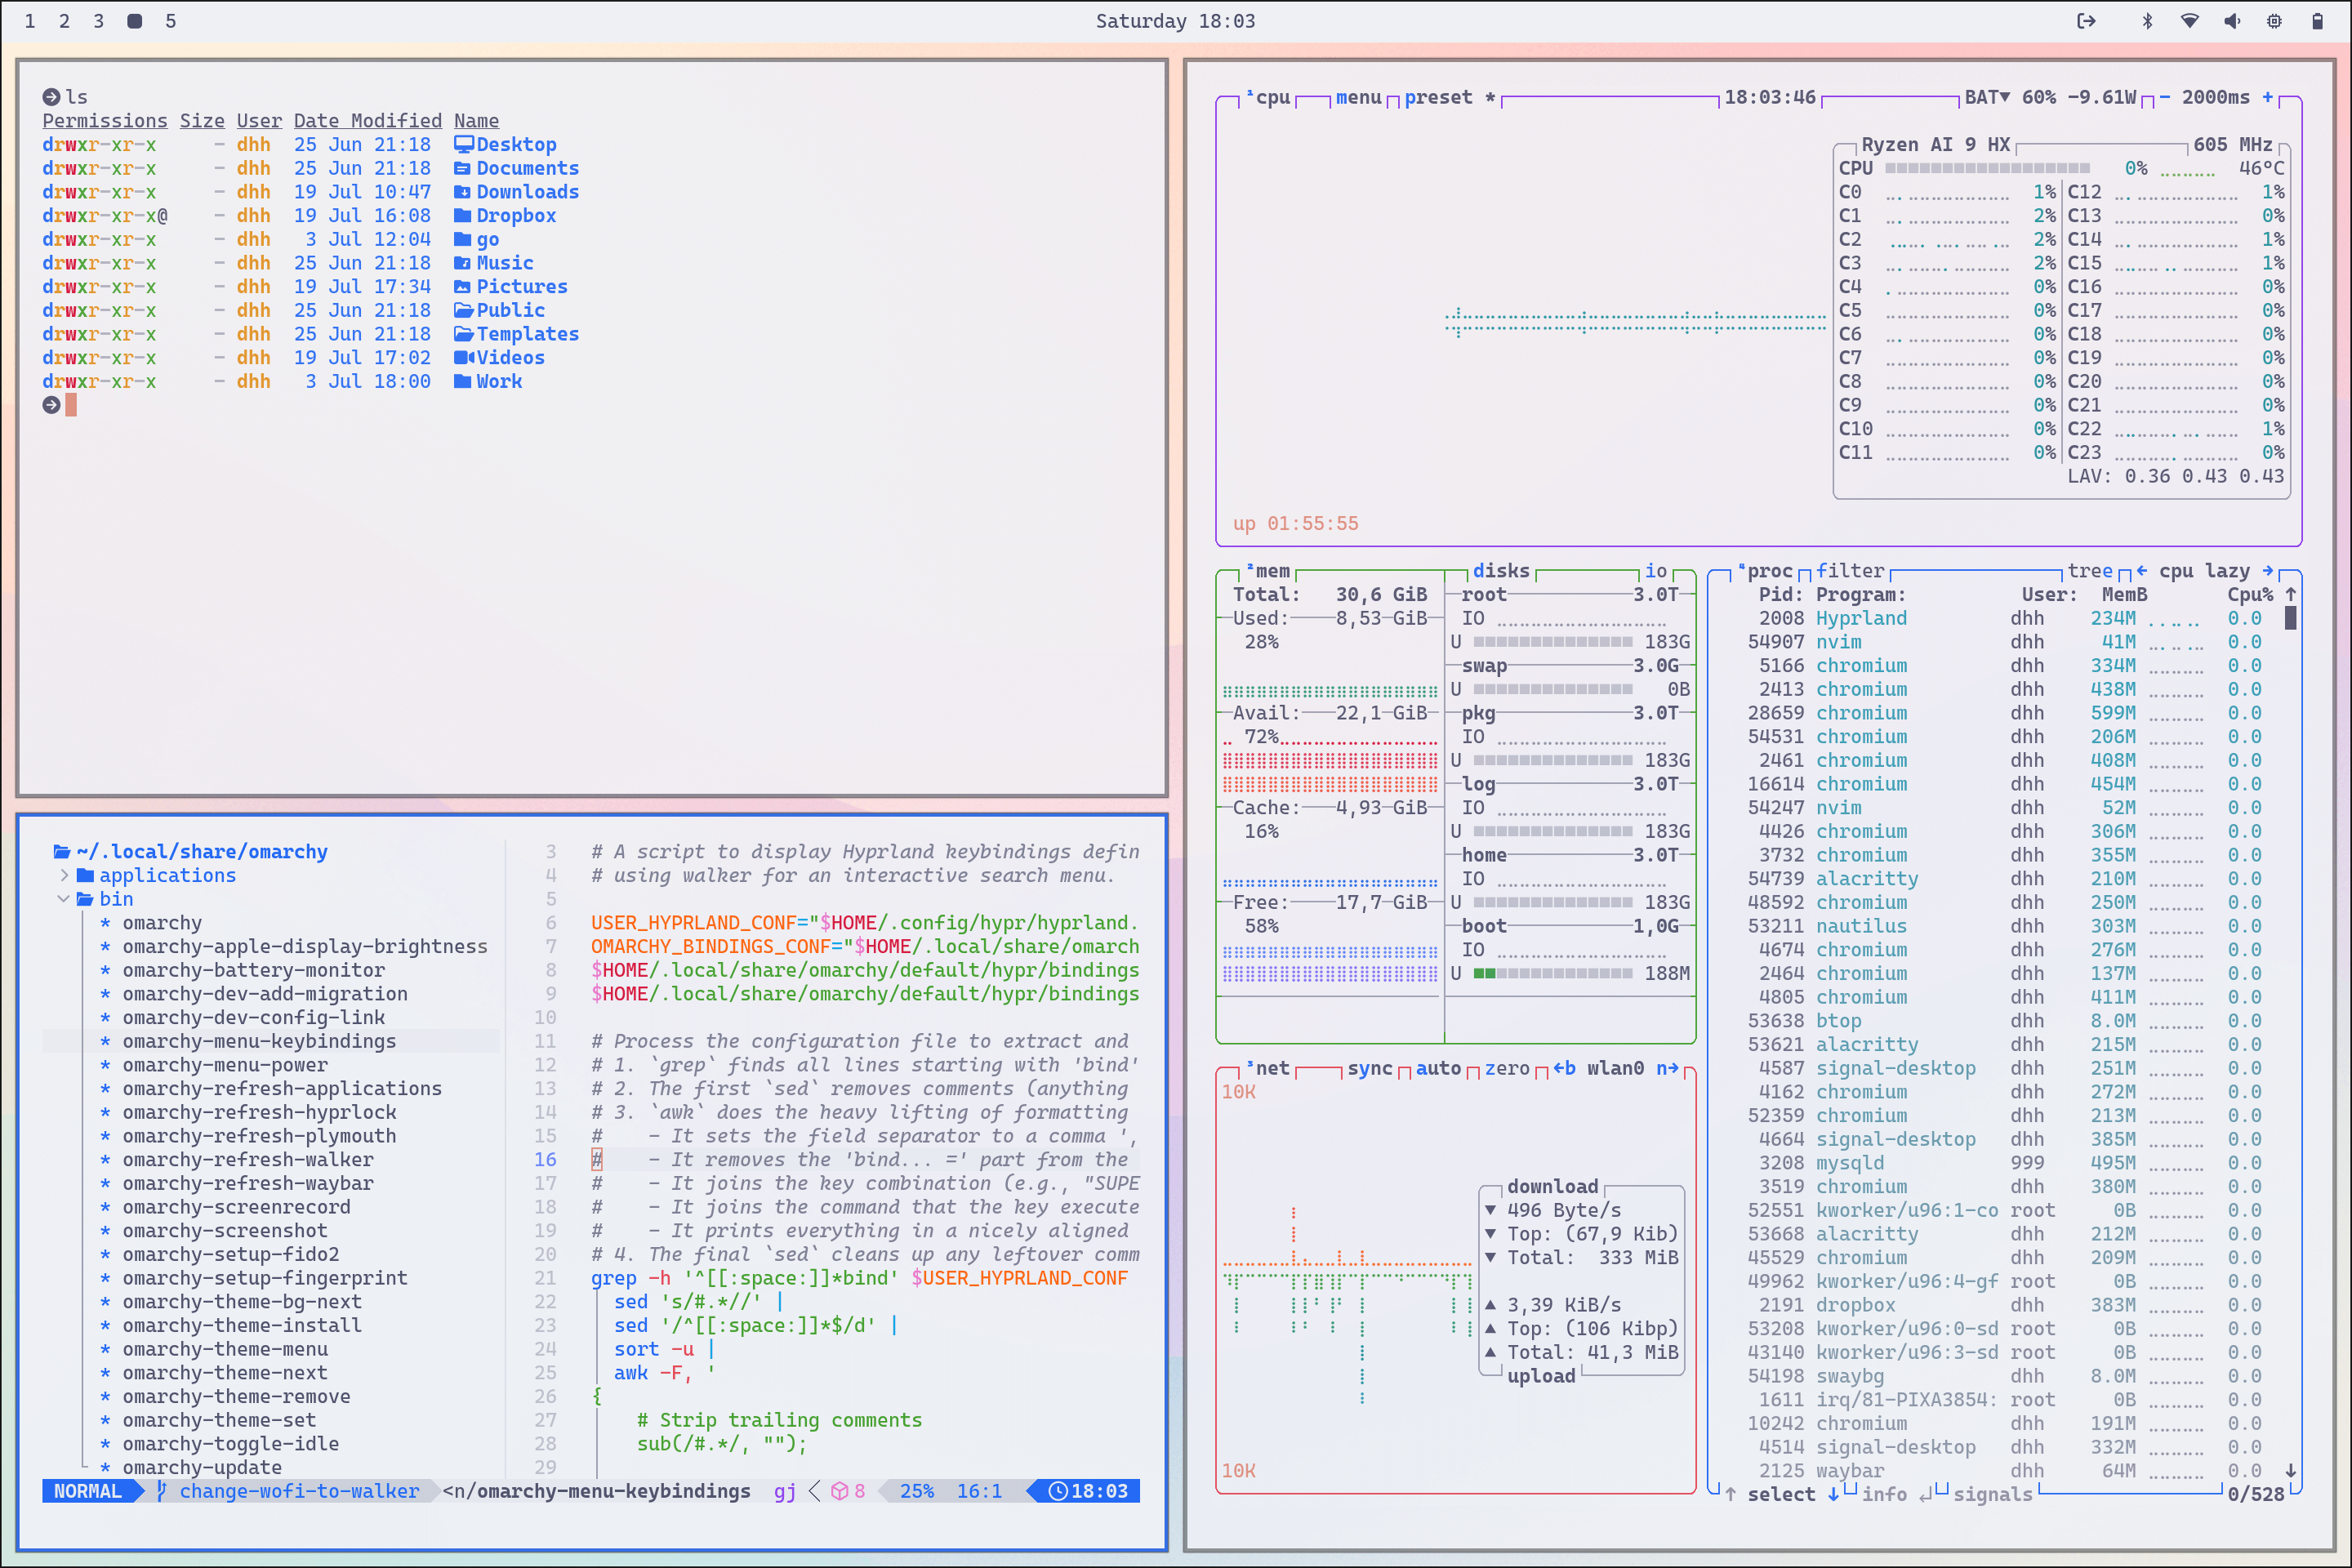 1 2 3 5
Saturday 18:03
ls
Permissions Size User Date Modified Name
drwxr-xr-x - dhh 25 Jun 21:18 Desktop
drwxr-xr-x - dhh 25 Jun 21:18 Documents
drwxr-xr-x - dhh 19 Jul 10:47 Downloads
drwxr-xr-x@ - dhh 19 Jul 16:08 Dropbox
drwxr-xr-x - dhh 3 Jul 12:04 go
drwxr-xr-x - dhh 25 Jun 21:18 Music
drwxr-xr-x - dhh 19 Jul 17:34 Pictures
drwxr-xr-x - dhh 25 Jun 21:18 Public
drwxr-xr-x - dhh 25 Jun 21:18 Templates
drwxr-xr-x - dhh 19 Jul 17:02 Videos
drwxr-xr-x - dhh 3 Jul 18:00 Work
~/.local/share/omarchy
applications
bin
* omarchy
* omarchy-apple-display-brightness
* omarchy-battery-monitor
* omarchy-dev-add-migration
* omarchy-dev-config-link
* omarchy-menu-keybindings
* omarchy-menu-power
* omarchy-refresh-applications
* omarchy-refresh-hyprlock
* omarchy-refresh-plymouth
* omarchy-refresh-walker
* omarchy-refresh-waybar
* omarchy-screenrecord
* omarchy-screenshot
* omarchy-setup-fido2
* omarchy-setup-fingerprint
* omarchy-theme-bg-next
* omarchy-theme-install
* omarchy-theme-menu
* omarchy-theme-next
* omarchy-theme-remove
* omarchy-theme-set
* omarchy-toggle-idle
* omarchy-update
3 # A script to display Hyprland keybindings defin
4 # using walker for an interactive search menu.
5
6 USER_HYPRLAND_CONF="$HOME/.config/hypr/hyprland.
7 OMARCHY_BINDINGS_CONF="$HOME/.local/share/omarch
8 $HOME/.local/share/omarchy/default/hypr/bindings
9 $HOME/.local/share/omarchy/default/hypr/bindings
10
11 # Process the configuration file to extract and
12 # 1. `grep` finds all lines starting with 'bind'
13 # 2. The first `sed` removes comments (anything
14 # 3. `awk` does the heavy lifting of formatting
15 #    - It sets the field separator to a comma ',
16 #    - It removes the 'bind... =' part from the
17 #    - It joins the key combination (e.g., "SUPE
18 #    - It joins the command that the key execute
19 #    - It prints everything in a nicely aligned
20 # 4. The final `sed` cleans up any leftover comm
21 grep -h '^[[:space:]]*bind' $USER_HYPRLAND_CONF
22   sed 's/#.*//' |
23   sed '/^[[:space:]]*$/d' |
24   sort -u |
25   awk -F, '
26 {
27     # Strip trailing comments
28     sub(/#.*/, "");
29
NORMAL change-wofi-to-walker <n/omarchy-menu-keybindings gj 8 25% 16:1 18:03
¹cpu menu preset * 18:03:46 BAT▼ 60% -9.61W - 2000ms +
Ryzen AI 9 HX 605 MHz
CPU 0% 46°C
C0 1% C12 1%
C1 2% C13 0%
C2 2% C14 1%
C3 2% C15 1%
C4 0% C16 0%
C5 0% C17 0%
C6 0% C18 0%
C7 0% C19 0%
C8 0% C20 0%
C9 0% C21 0%
C10 0% C22 1%
C11 0% C23 0%
LAV: 0.36 0.43 0.43
up 01:55:55
²mem
Total: 30,6 GiB
Used: 8,53 GiB
28%
Avail: 22,1 GiB
72%
Cache: 4,93 GiB
16%
Free: 17,7 GiB
58%
disks io
root 3.0T
IO
U 183G
swap 3.0G
U 0B
pkg 3.0T
IO
U 183G
log 3.0T
IO
U 183G
home 3.0T
IO
U 183G
boot 1,0G
IO
U 188M
³net sync auto zero ←b wlan0 n→
10K
download
▼ 496 Byte/s
▼ Top: (67,9 Kib)
▼ Total: 333 MiB
▲ 3,39 KiB/s
▲ Top: (106 Kibp)
▲ Total: 41,3 MiB
upload
10K
⁴proc filter tree ← cpu lazy →
Pid: Program: User: MemB Cpu% ↑
2008 Hyprland dhh 234M 0.0
54907 nvim dhh 41M 0.0
5166 chromium dhh 334M 0.0
2413 chromium dhh 438M 0.0
28659 chromium dhh 599M 0.0
54531 chromium dhh 206M 0.0
2461 chromium dhh 408M 0.0
16614 chromium dhh 454M 0.0
54247 nvim dhh 52M 0.0
4426 chromium dhh 306M 0.0
3732 chromium dhh 355M 0.0
54739 alacritty dhh 210M 0.0
48592 chromium dhh 250M 0.0
53211 nautilus dhh 303M 0.0
4674 chromium dhh 276M 0.0
2464 chromium dhh 137M 0.0
4805 chromium dhh 411M 0.0
53638 btop dhh 8.0M 0.0
53621 alacritty dhh 215M 0.0
4587 signal-desktop dhh 251M 0.0
4162 chromium dhh 272M 0.0
52359 chromium dhh 213M 0.0
4664 signal-desktop dhh 385M 0.0
3208 mysqld 999 495M 0.0
3519 chromium dhh 380M 0.0
52551 kworker/u96:1-co root 0B 0.0
53668 alacritty dhh 212M 0.0
45529 chromium dhh 209M 0.0
49962 kworker/u96:4-gf root 0B 0.0
2191 dropbox dhh 383M 0.0
53208 kworker/u96:0-sd root 0B 0.0
43140 kworker/u96:3-sd root 0B 0.0
54198 swaybg dhh 8.0M 0.0
1611 irq/81-PIXA3854: root 0B 0.0
10242 chromium dhh 191M 0.0
4514 signal-desktop dhh 332M 0.0
2125 waybar dhh 64M 0.0 ↓
↑ select ↓ info ↵ signals 0/528